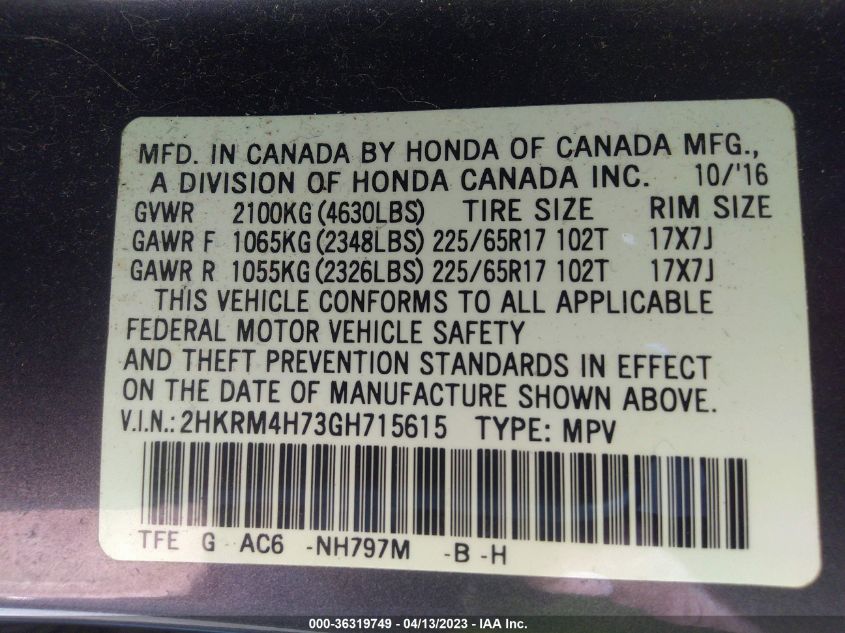 MFD. IN CANADA BY HONDA OF CANADA MFG.,
A DIVISION OF HONDA CANADA INC. 10/'16
GVWR 2100KG (4630LBS) TIRE SIZE RIM SIZE
GAWR F 1065KG (2348LBS) 225/65R17 102T 17X7J
GAWR R 1055KG (2326LBS) 225/65R17 102T 17X7J
THIS VEHICLE CONFORMS TO ALL APPLICABLE
FEDERAL MOTOR VEHICLE SAFETY
AND THEFT PREVENTION STANDARDS IN EFFECT
ON THE DATE OF MANUFACTURE SHOWN ABOVE.
V.I.N.: 2HKRM4H73GH715615 TYPE: MPV
TFE G AC6 -NH797M -B -H
000-36319749 - 04/13/2023 - IAA Inc.